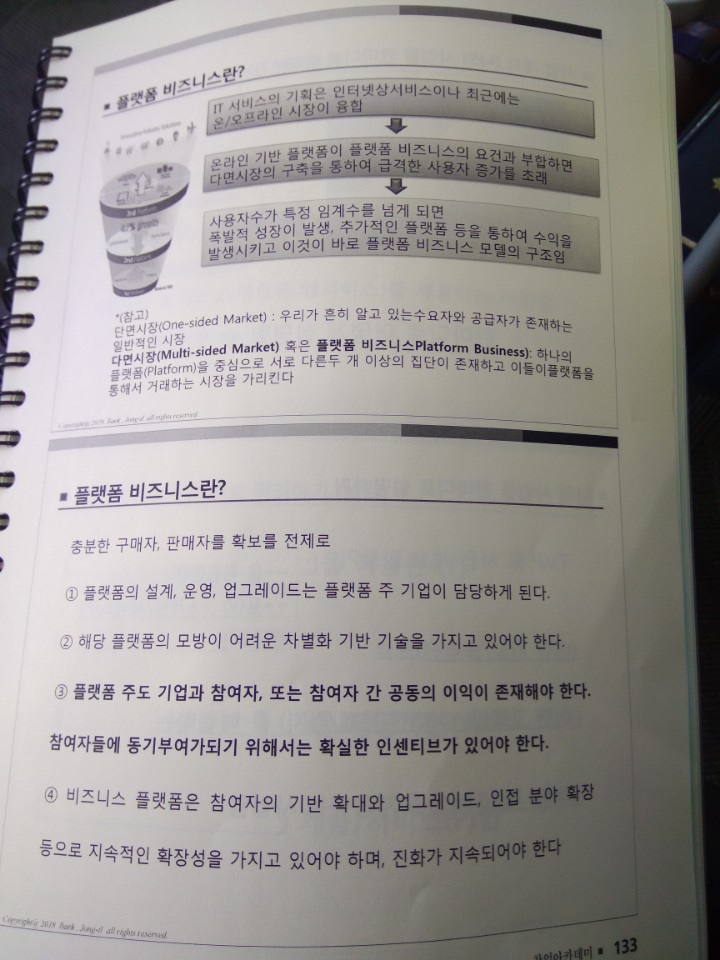 ■ 플랫폼 비즈니스란?
IT 서비스의 기획은 인터넷상서비스이나 최근에는
온/오프라인 시장이 융합
온라인 기반 플랫폼이 플랫폼 비즈니스의 요건과 부합하면
다면시장의 구축을 통하여 급격한 사용자 증가를 초래
사용자수가 특정 임계수를 넘게 되면
폭발적 성장이 발생, 추가적인 플랫폼 등을 통하여 수익을
발생시키고 이것이 바로 플랫폼 비즈니스 모델의 구조임
*(참고)
단면시장(One-sided Market) : 우리가 흔히 알고 있는수요자와 공급자가 존재하는
일반적인 시장
다면시장(Multi-sided Market) 혹은 플랫폼 비즈니스Platform Business): 하나의
플랫폼(Platform)을 중심으로 서로 다른두 개 이상의 집단이 존재하고 이들이플랫폼을
통해서 거래하는 시장을 가리킨다
Copyright© 2018 Bark , Jong-il all rights reserved.
■ 플랫폼 비즈니스란?
충분한 구매자, 판매자를 확보를 전제로
① 플랫폼의 설계, 운영, 업그레이드는 플랫폼 주 기업이 담당하게 된다.
② 해당 플랫폼의 모방이 어려운 차별화 기반 기술을 가지고 있어야 한다.
③ 플랫폼 주도 기업과 참여자, 또는 참여자 간 공동의 이익이 존재해야 한다.
참여자들에 동기부여가되기 위해서는 확실한 인센티브가 있어야 한다.
④ 비즈니스 플랫폼은 참여자의 기반 확대와 업그레이드, 인접 분야 확장
등으로 지속적인 확장성을 가지고 있어야 하며, 진화가 지속되어야 한다
Copyright© 2018 Bark , Jong-il all rights reserved.
■ 133